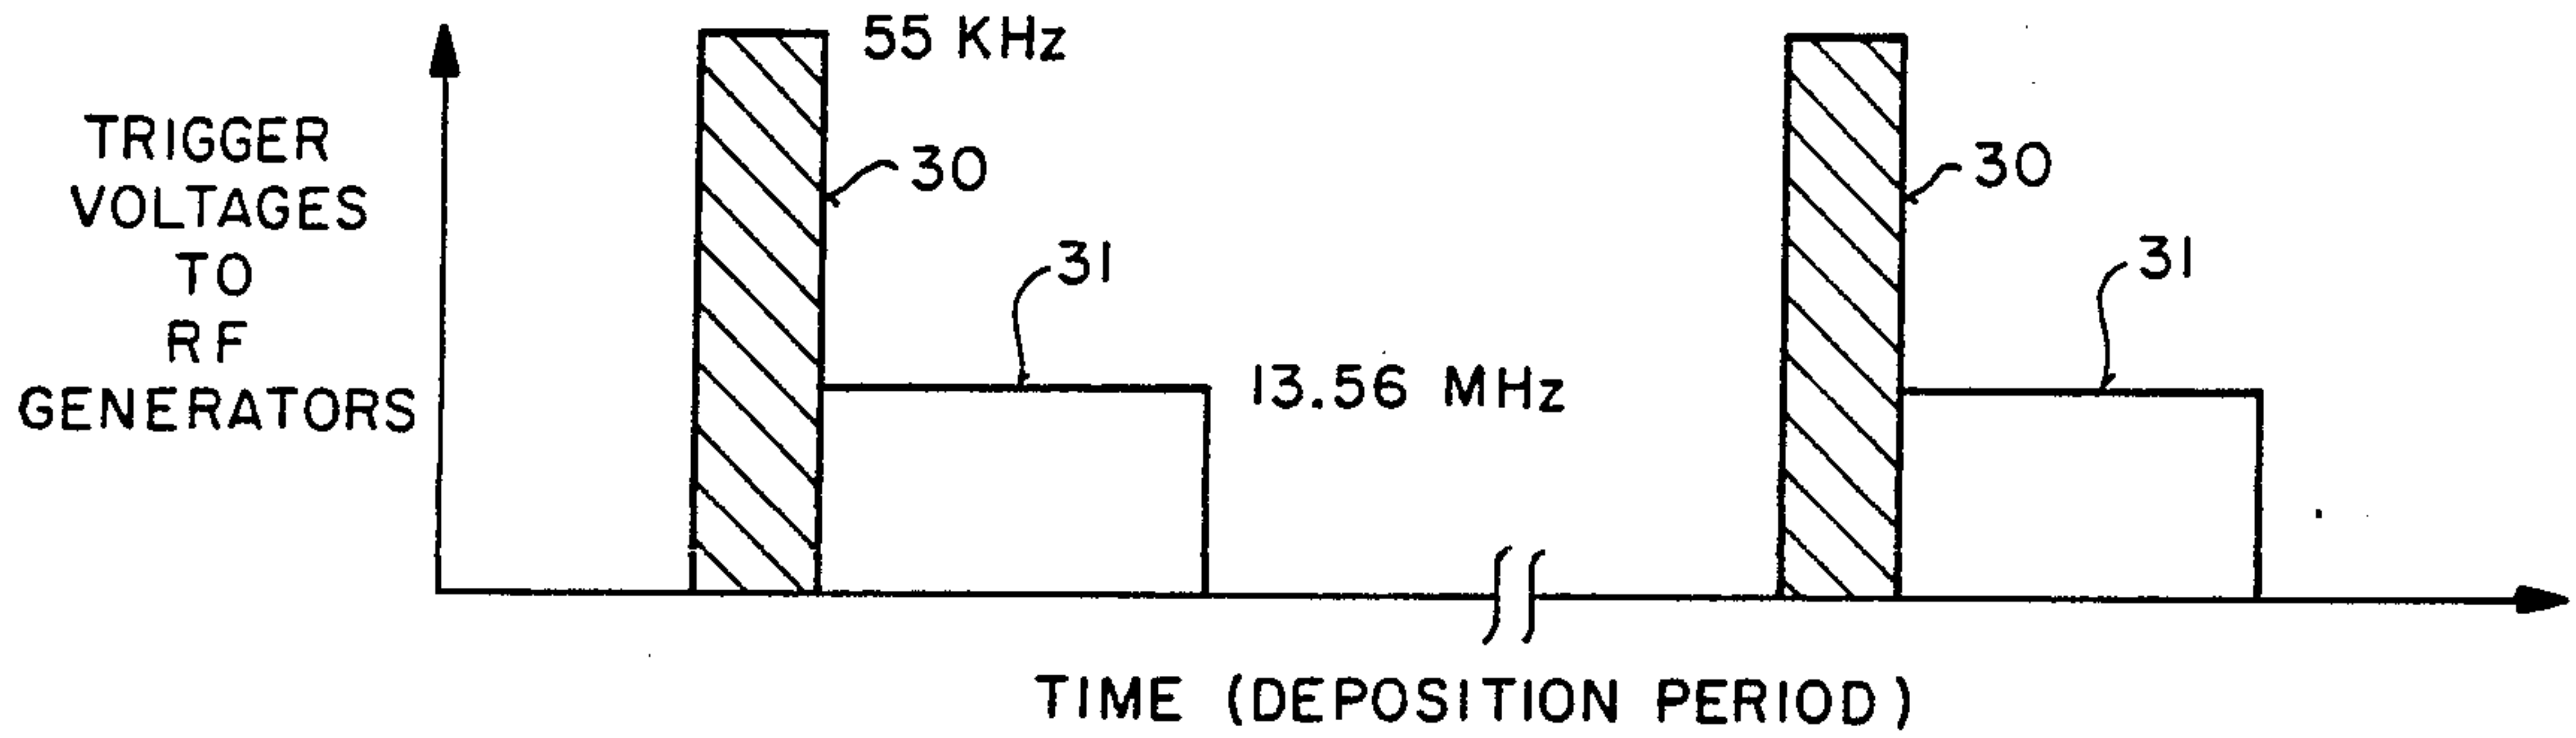 TRIGGER
VOLTAGES
TO
RF
GENERATORS
55 KHz
30
31
13.56 MHz
30
31
TIME (DEPOSITION PERIOD)